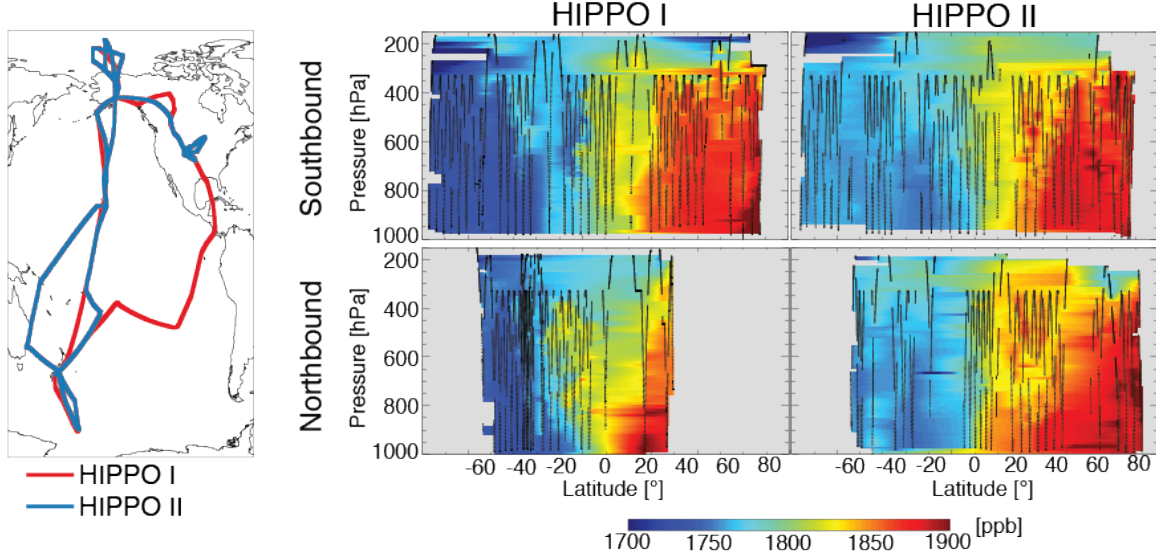 HIPPO I
HIPPO II
Southbound
Pressure [hPa]
200
400
600
800
1000
Northbound
Pressure [hPa]
200
400
600
800
1000
-60 -40 -20 0 20 40 60 80
-60 -40 -20 0 20 40 60 80
Latitude [°]
Latitude [°]
HIPPO I
HIPPO II
[ppb]
1700 1750 1800 1850 1900